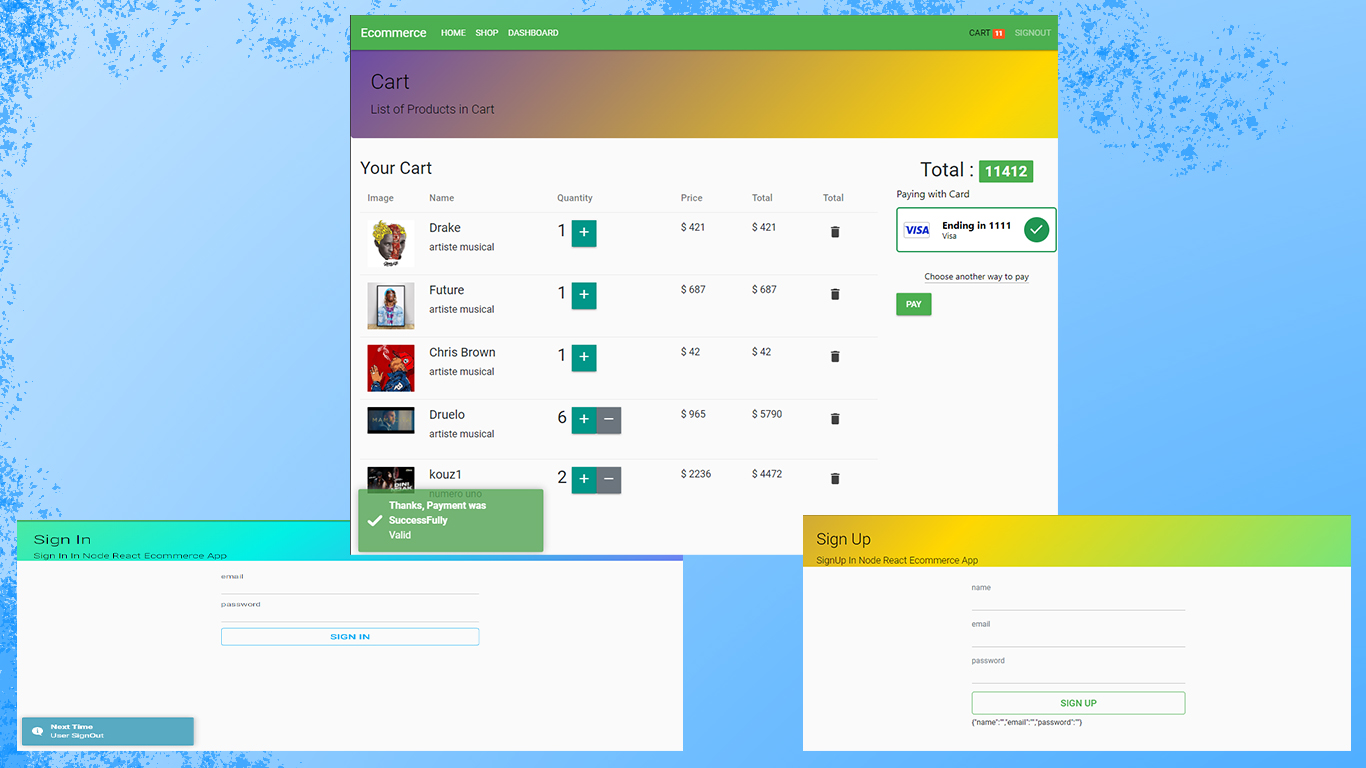 Ecommerce HOME SHOP DASHBOARD CART 11 SIGNOUT
Cart
List of Products in Cart
Your Cart
Image Name Quantity Price Total Total
Drake
artiste musical
1 + $ 421 $ 421
Future
artiste musical
1 + $ 687 $ 687
Chris Brown
artiste musical
1 + $ 42 $ 42
Druelo
artiste musical
6 + − $ 965 $ 5790
kouz1
numero uno
2 + − $ 2236 $ 4472
Thanks, Payment was
SuccessFully
Valid
Total : 11412
Paying with Card
VISA Ending in 1111
Visa
Choose another way to pay
PAY
Sign In
Sign In In Node React Ecommerce App
email
password
SIGN IN
Next Time
User SignOut
Sign Up
SignUp In Node React Ecommerce App
name
email
password
SIGN UP
{"name":"","email":"","password":""}